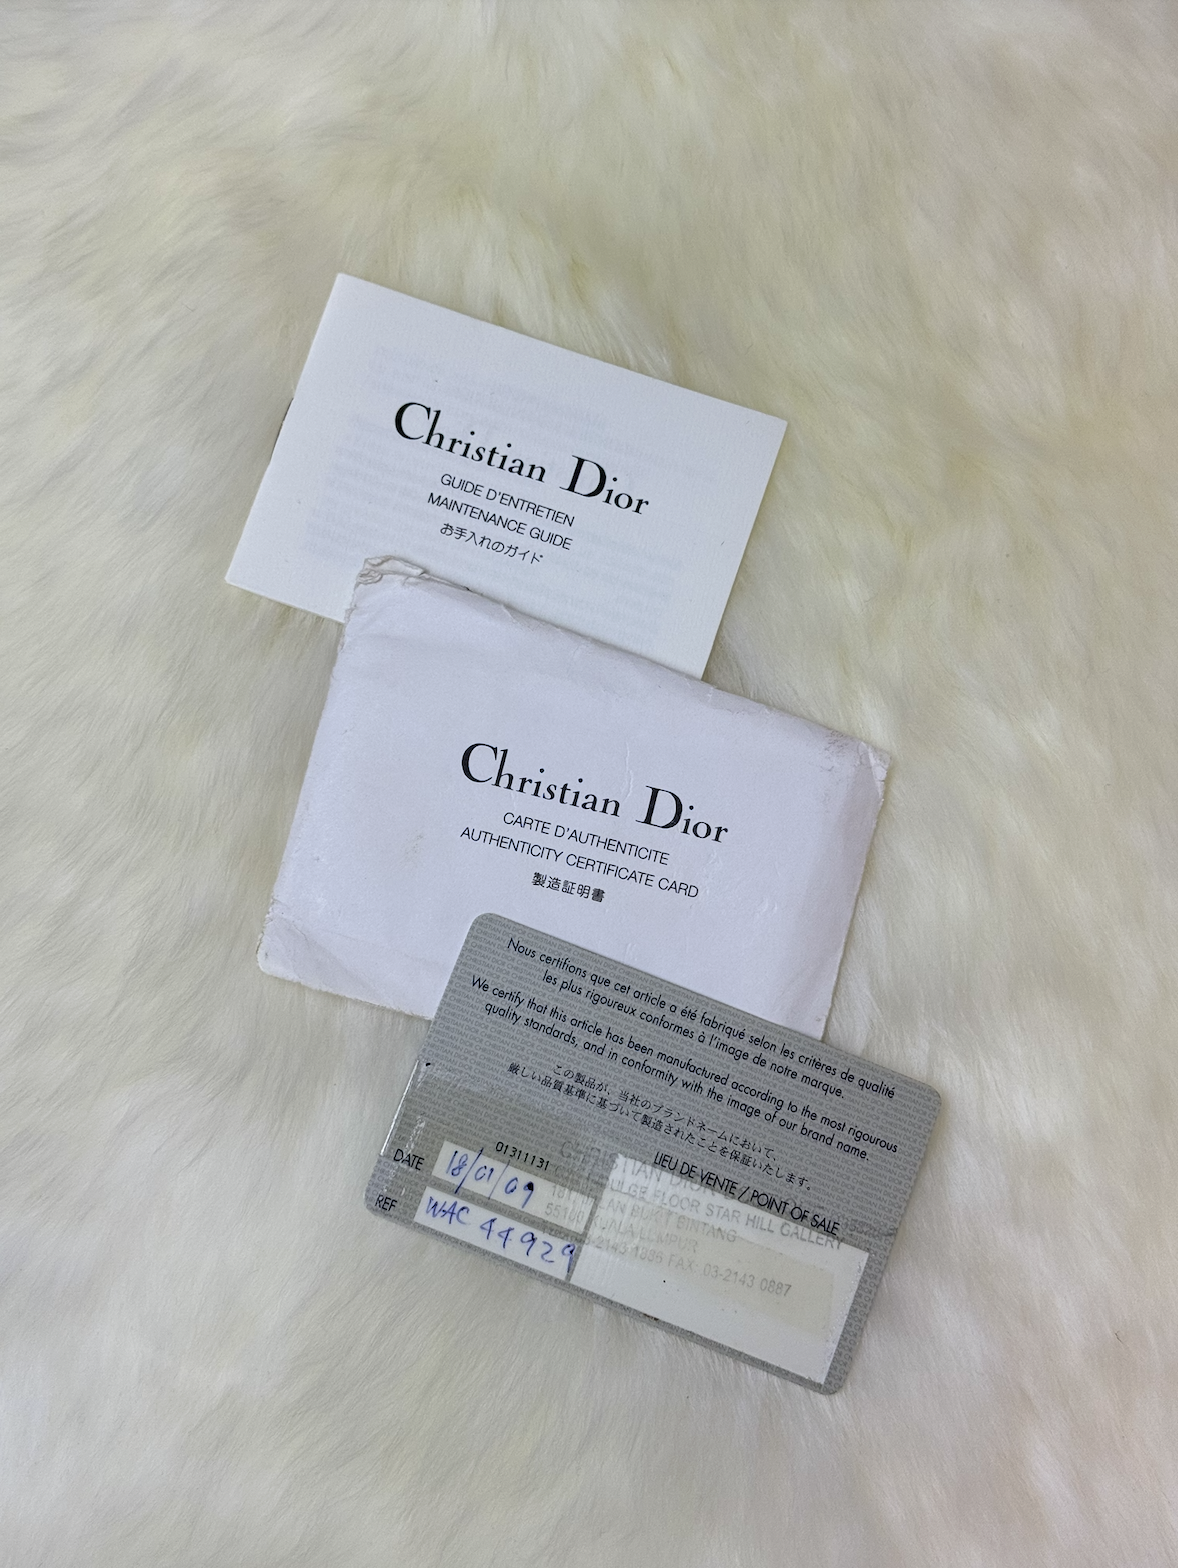 Christian Dior
GUIDE D'ENTRETIEN
MAINTENANCE GUIDE
お手入れのガイド
Christian Dior
CARTE D'AUTHENTICITE
AUTHENTICITY CERTIFICATE CARD
製造証明書
Nous certifions que cet article a été fabriqué selon les critères de qualité
les plus rigoureux conformes à l'image de notre marque.
We certify that this article has been manufactured according to the most rigourous
quality standards, and in conformity with the image of our brand name.
この製品が、当社のブランドネームにおいて、
厳しい品質基準に基づいて製造されたことを保証いたします。
01311131
LIEU DE VENTE / POINT OF SALE
DATE 18/01/09
REF WAC 44929
FLOOR STAR HILL GALLERY
BINTANG
FAX: 03-2143 0887